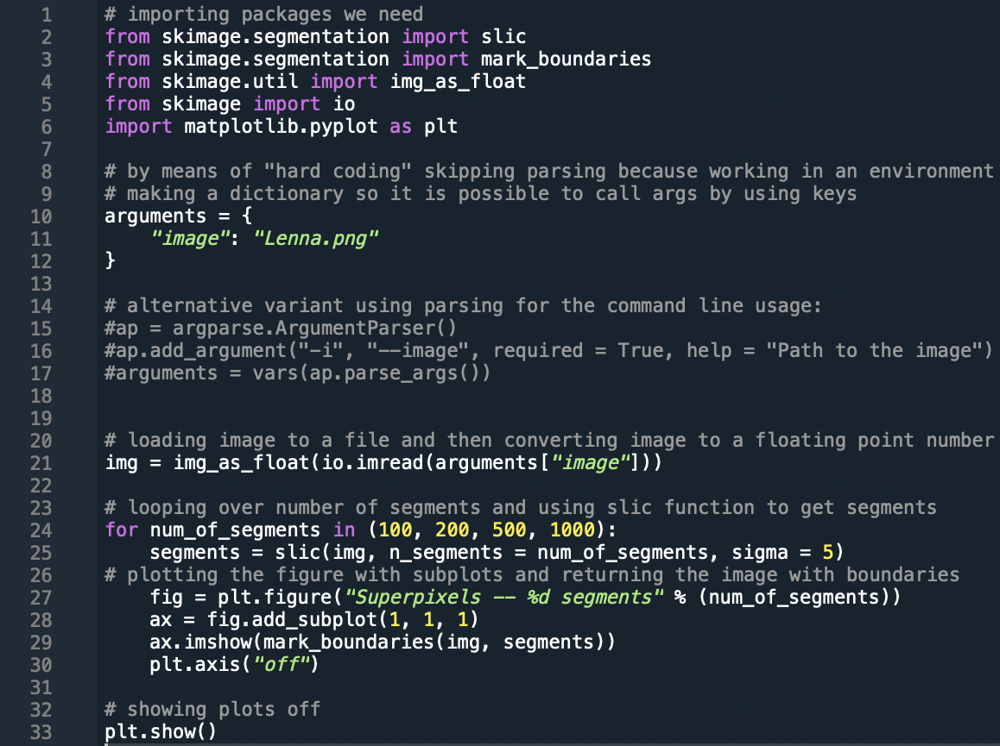 1 # importing packages we need
2 from skimage.segmentation import slic
3 from skimage.segmentation import mark_boundaries
4 from skimage.util import img_as_float
5 from skimage import io
6 import matplotlib.pyplot as plt
7
8 # by means of "hard coding" skipping parsing because working in an environment
9 # making a dictionary so it is possible to call args by using keys
10 arguments = {
11     "image": "Lenna.png"
12 }
13
14 # alternative variant using parsing for the command line usage:
15 #ap = argparse.ArgumentParser()
16 #ap.add_argument("-i", "--image", required = True, help = "Path to the image")
17 #arguments = vars(ap.parse_args())
18
19
20 # loading image to a file and then converting image to a floating point number
21 img = img_as_float(io.imread(arguments["image"]))
22
23 # looping over number of segments and using slic function to get segments
24 for num_of_segments in (100, 200, 500, 1000):
25     segments = slic(img, n_segments = num_of_segments, sigma = 5)
26 # plotting the figure with subplots and returning the image with boundaries
27     fig = plt.figure("Superpixels -- %d segments" % (num_of_segments))
28     ax = fig.add_subplot(1, 1, 1)
29     ax.imshow(mark_boundaries(img, segments))
30     plt.axis("off")
31
32 # showing plots off
33 plt.show()